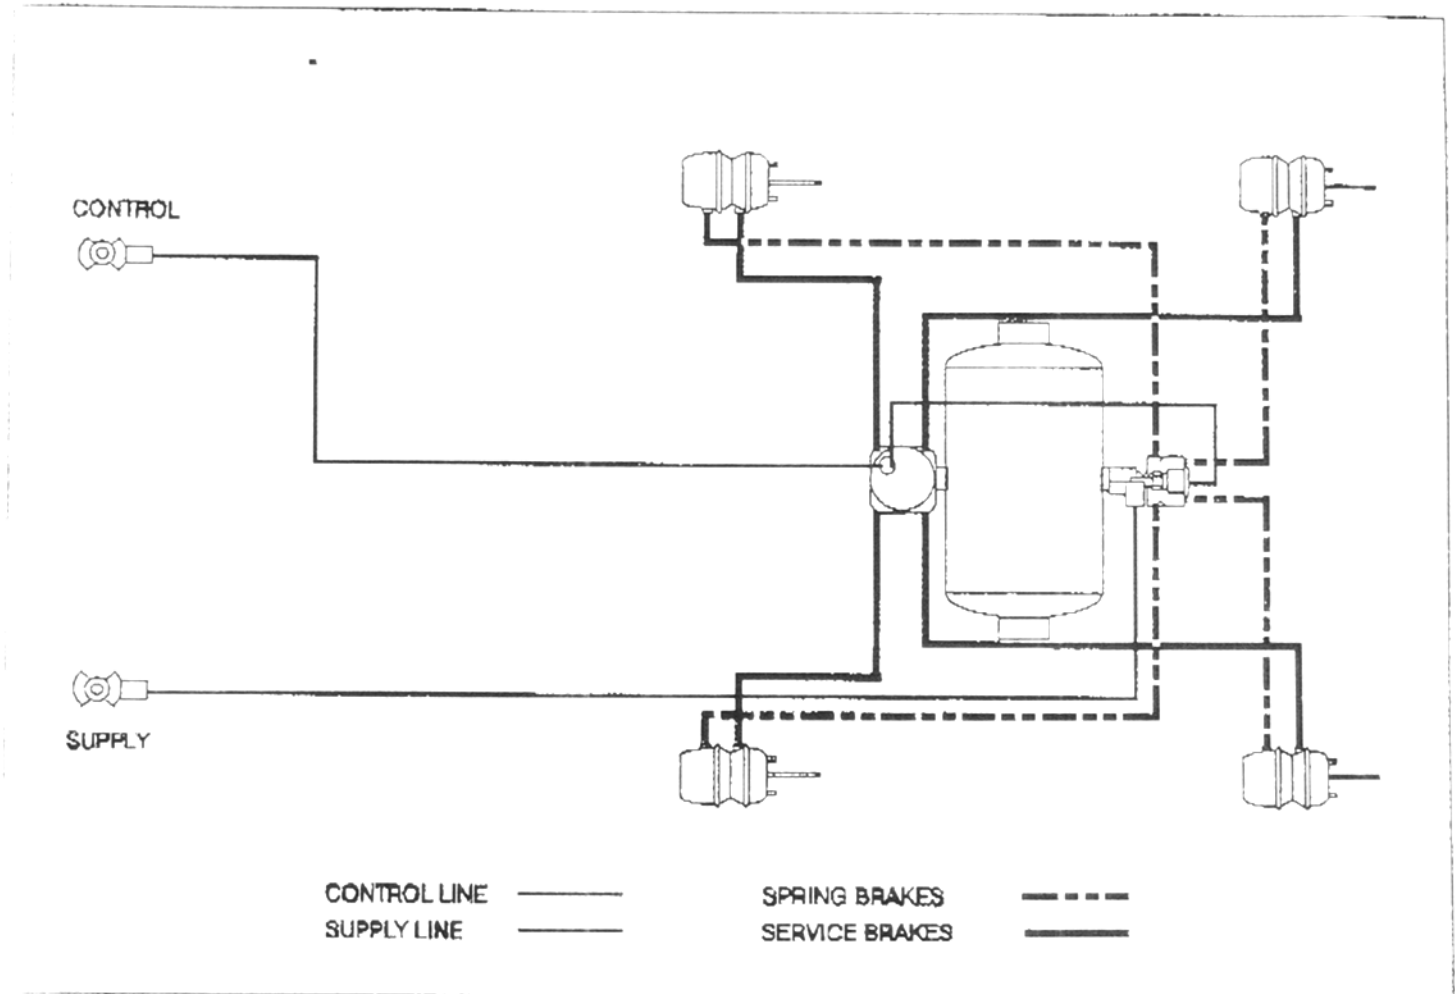 CONTROL
SUPPLY
CONTROL LINE
SUPPLY LINE
SPRING BRAKES
SERVICE BRAKES